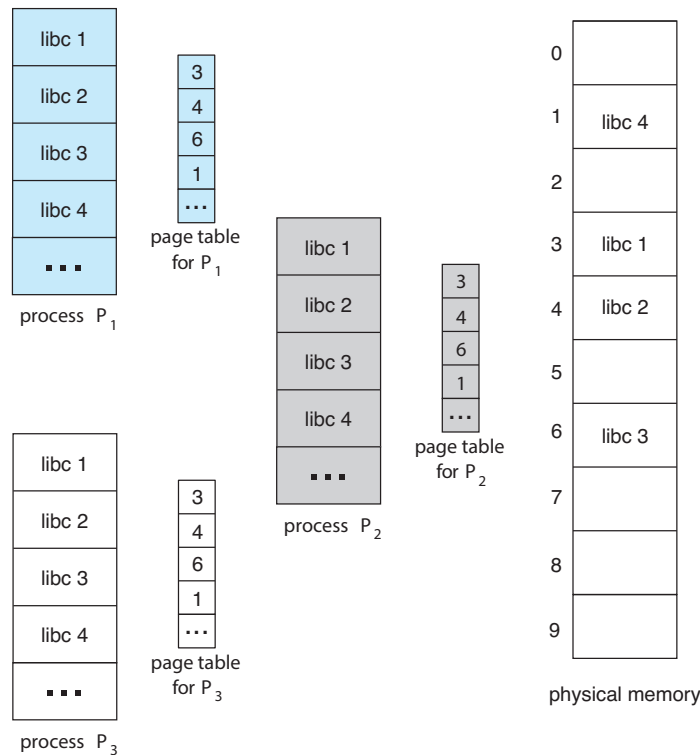 libc 1
libc 2
libc 3
libc 4
...
process P1
3
4
6
1
...
page table
for P1
libc 1
libc 2
libc 3
libc 4
...
process P2
3
4
6
1
...
page table
for P2
libc 1
libc 2
libc 3
libc 4
...
process P3
3
4
6
1
...
page table
for P3
0
1 libc 4
2
3 libc 1
4 libc 2
5
6 libc 3
7
8
9
physical memory